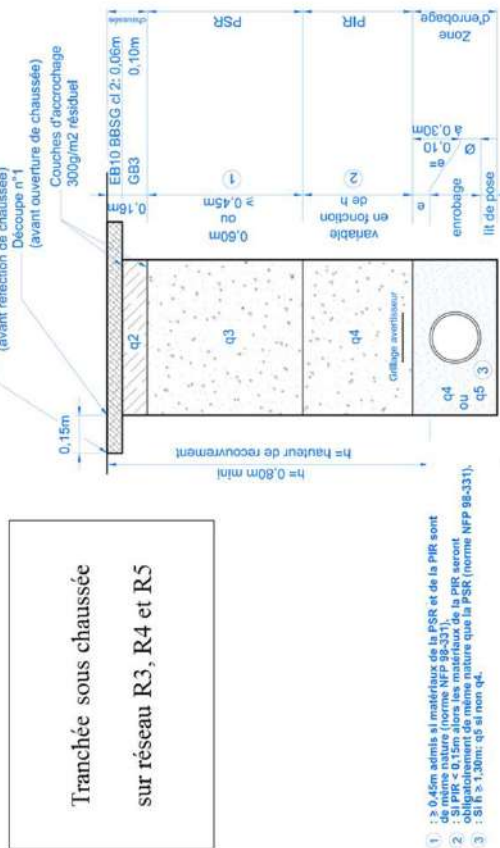 Tranchée sous chaussée
sur réseau R3, R4 et R5
(avant réfection de chaussée)
Découpe n°1
(avant ouverture de chaussée)
Couches d'accrochage
300g/m2 résiduel
0,15m
EB10 BBSG cl 2: 0,06m
GB3 0,10m
chaussée
0,16m
q2
PSR
1
0,60m
ou
≥ 0,45m
q3
PIR
2
variable
en fonction
de h
q4
Grillage avertisseur
Zone
d'enrobage
e
e=
0,10
à 0,30m
Ø
enrobage
lit de pose
q4
ou
q5
3
h= hauteur de recouvrement
h= 0,80m mini
1 : ≥ 0,45m admis si matériaux de la PSR et de la PIR sont
de même nature (norme NFP 98-331).
2 : Si PIR < 0,15m alors les matériaux de la PIR seront
obligatoirement de même nature que la PSR (norme NFP 98-331).
3 : Si h ≥ 1,30m: q5 si non q4.